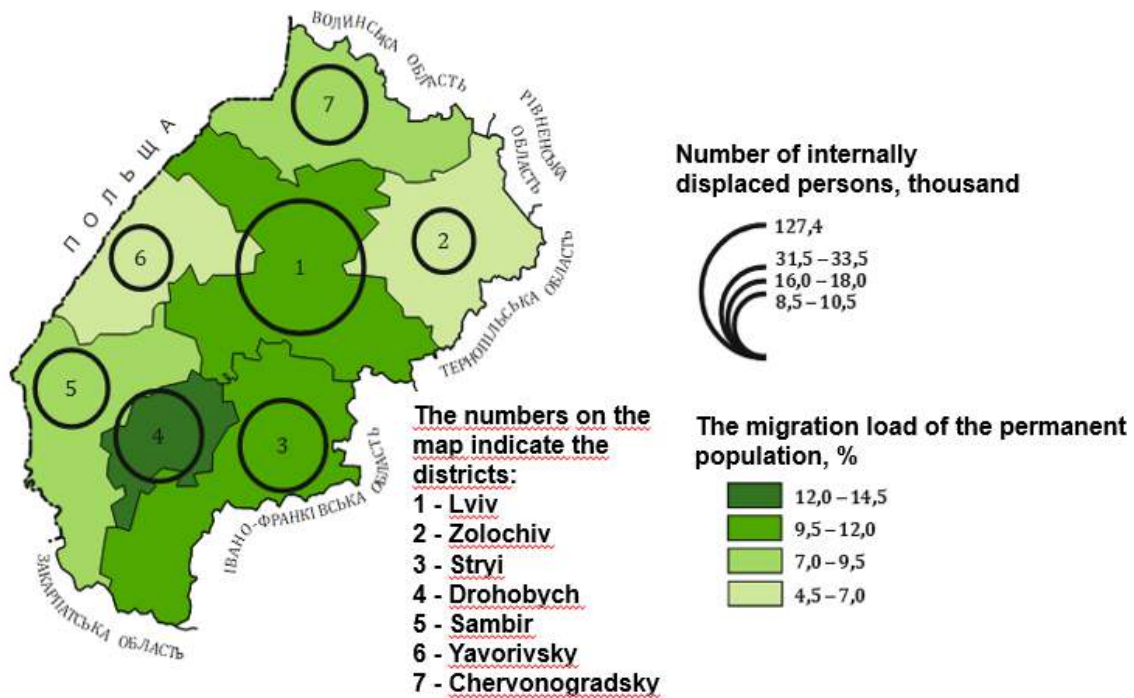 ВОЛИНСЬКА ОБЛАСТЬ
РІВНЕНСЬКА
ОБЛАСТЬ
ПОЛЬЩА
7
6
1
2
ТЕРНОПІЛЬСЬКА ОБЛАСТЬ
5
4
3
ІВАНО-ФРАНКІВСЬКА ОБЛАСТЬ
ЗАКАРПАТСЬКА ОБЛАСТЬ
Number of internally
displaced persons, thousand
127,4
31,5 – 33,5
16,0 – 18,0
8,5 – 10,5
The numbers on the
map indicate the
districts:
1 - Lviv
2 - Zolochiv
3 - Stryi
4 - Drohobych
5 - Sambir
6 - Yavorivsky
7 - Chervonogradsky
The migration load of the permanent
population, %
12,0 – 14,5
9,5 – 12,0
7,0 – 9,5
4,5 – 7,0